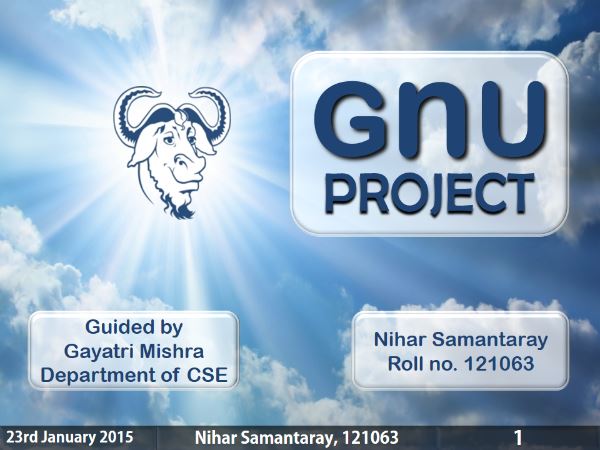 GNU
PROJECT
Guided by
Gayatri Mishra
Department of CSE
Nihar Samantaray
Roll no. 121063
23rd January 2015
Nihar Samantaray, 121063
1